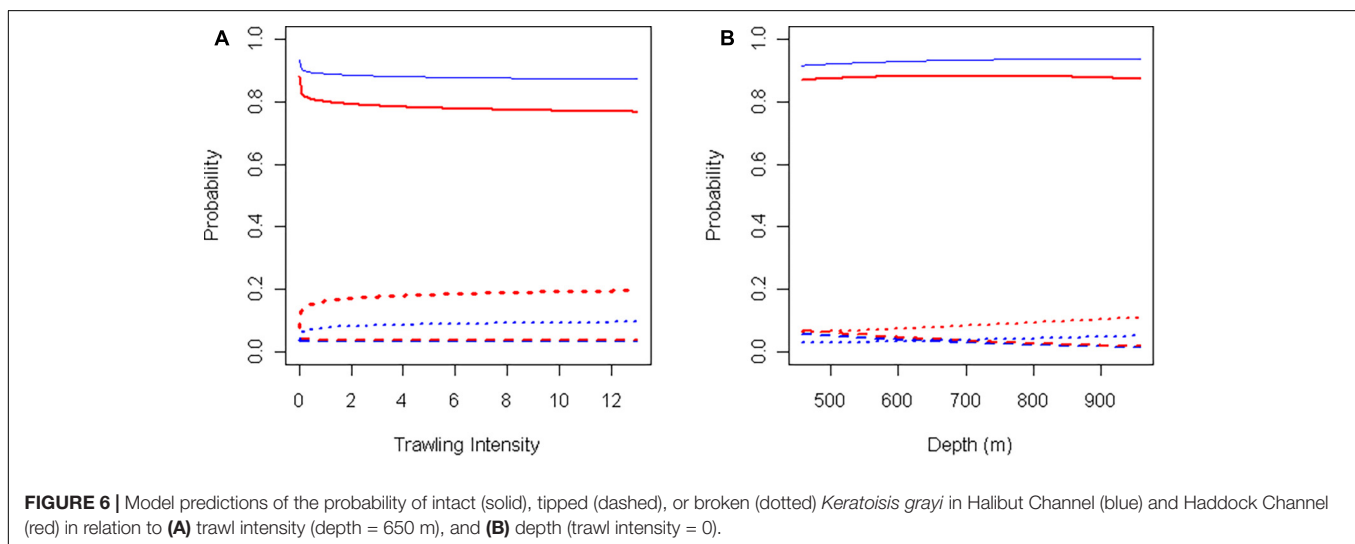 A
Probability
0.0 0.2 0.4 0.6 0.8 1.0
0 2 4 6 8 10 12
Trawling Intensity
B
Probability
0.0 0.2 0.4 0.6 0.8 1.0
500 600 700 800 900
Depth (m)
FIGURE 6 | Model predictions of the probability of intact (solid), tipped (dashed), or broken (dotted) Keratoisis grayi in Halibut Channel (blue) and Haddock Channel
(red) in relation to (A) trawl intensity (depth = 650 m), and (B) depth (trawl intensity = 0).